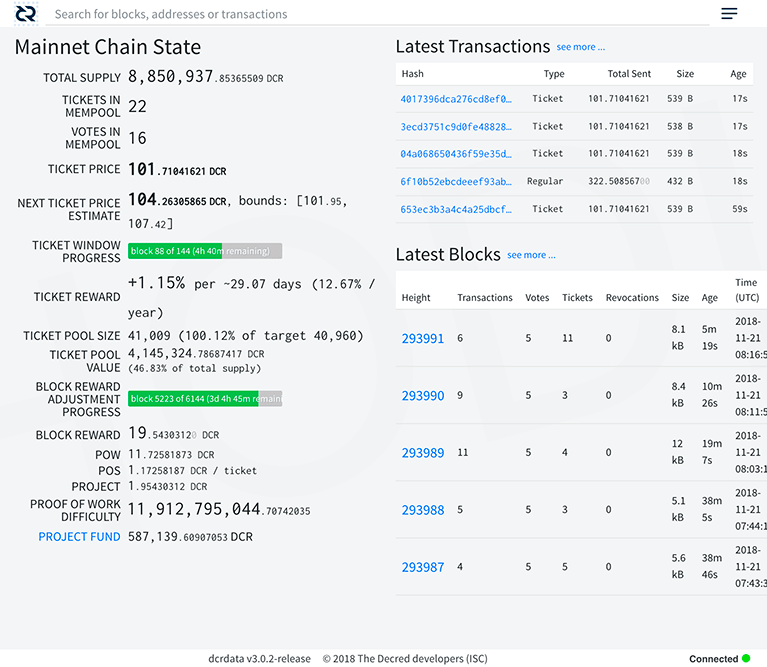 Search for blocks, addresses or transactions
Mainnet Chain State
TOTAL SUPPLY 8,850,937.85365509 DCR
TICKETS IN
MEMPOOL 22
VOTES IN
MEMPOOL 16
TICKET PRICE 101.71041621 DCR
NEXT TICKET PRICE
ESTIMATE 104.26305865 DCR, bounds: [101.95,
107.42]
TICKET WINDOW
PROGRESS block 88 of 144 (4h 40m remaining)
TICKET REWARD +1.15% per ~29.07 days (12.67% /
year)
TICKET POOL SIZE 41,009 (100.12% of target 40,960)
TICKET POOL
VALUE 4,145,324.78687417 DCR
(46.83% of total supply)
BLOCK REWARD
ADJUSTMENT
PROGRESS block 5223 of 6144 (3d 4h 45m remaini
BLOCK REWARD 19.54303120 DCR
POW 11.72581873 DCR
POS 1.17258187 DCR / ticket
PROJECT 1.95430312 DCR
PROOF OF WORK
DIFFICULTY 11,912,795,044.70742035
PROJECT FUND 587,139.60907053 DCR
Latest Transactions see more ...
Hash Type Total Sent Size Age
4017396dca276cd8ef0… Ticket 101.71041621 539 B 17s
3ecd3751c9d0fe48828… Ticket 101.71041621 538 B 17s
04a068650436f59e35d… Ticket 101.71041621 539 B 18s
6f10b52ebcdeeef93ab… Regular 322.50856700 432 B 18s
653ec3b3a4c4a25dbcf… Ticket 101.71041621 539 B 59s
Latest Blocks see more ...
Height Transactions Votes Tickets Revocations Size Age Time
(UTC)
293991 6 5 11 0 8.1
kB 5m
19s 2018-
11-21
08:16:5
293990 9 5 3 0 8.4
kB 10m
26s 2018-
11-21
08:11:5
293989 11 5 4 0 12
kB 19m
7s 2018-
11-21
08:03:1
293988 5 5 3 0 5.1
kB 38m
5s 2018-
11-21
07:44:1
293987 4 5 5 0 5.6
kB 38m
46s 2018-
11-21
07:43:3
dcrdata v3.0.2-release © 2018 The Decred developers (ISC) Connected